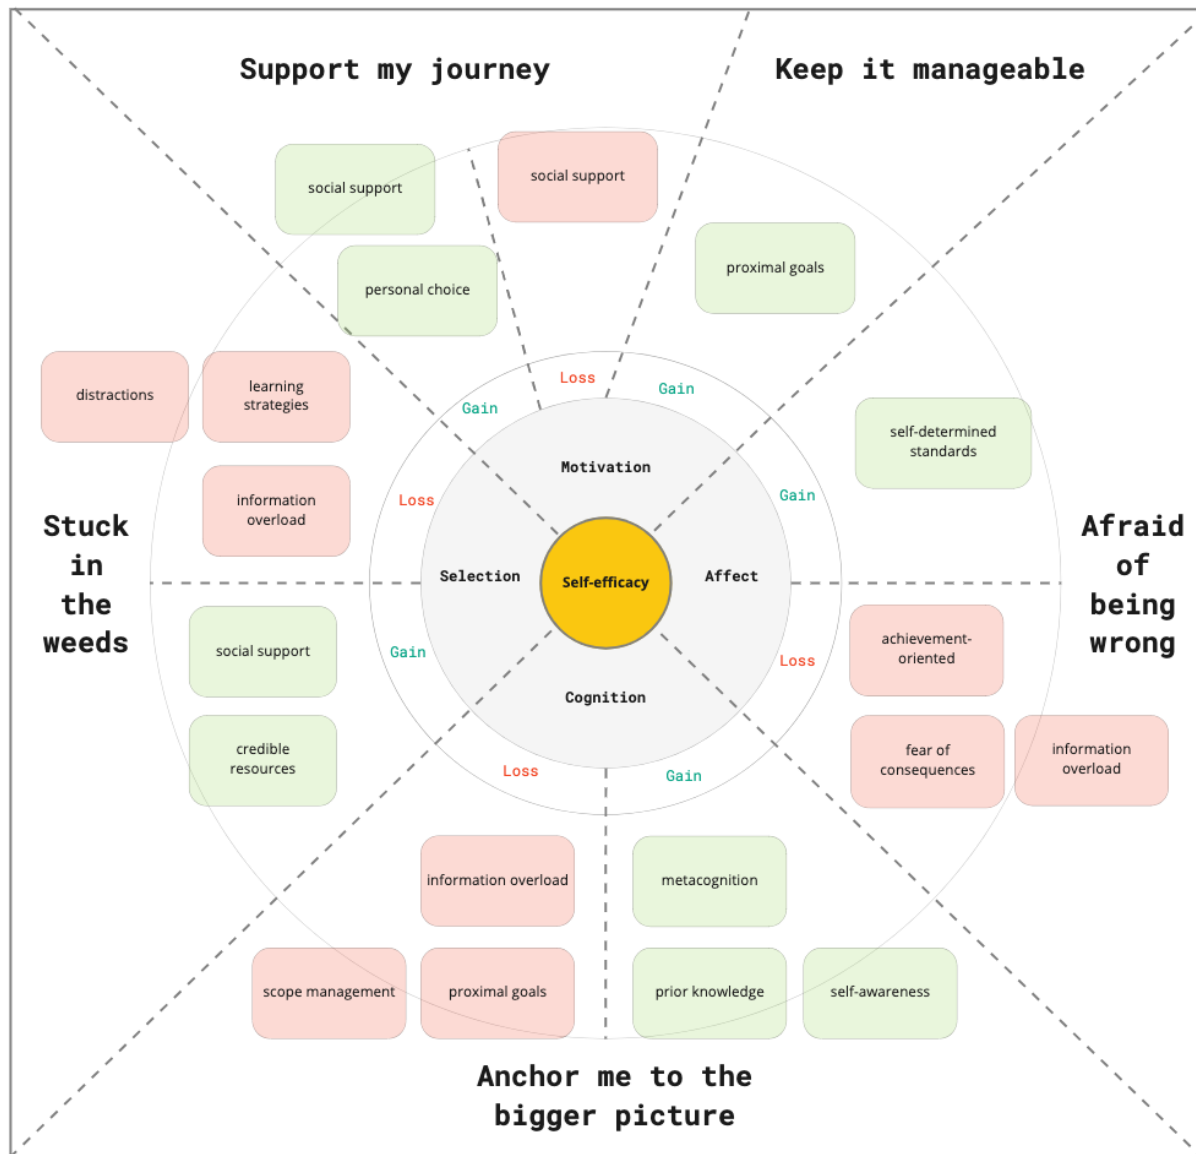 Support my journey
Keep it manageable
social support
social support
proximal goals
personal choice
distractions
learning
strategies
Loss
Gain
Gain
self-determined
standards
Motivation
information
overload
Loss
Gain
Stuck
in
the
weeds
Afraid
of
being
wrong
Selection
Self-efficacy
Affect
social support
Gain
achievement-
oriented
Loss
Cognition
credible
resources
fear of
consequences
information
overload
Loss
Gain
information overload
metacognition
scope management
proximal goals
prior knowledge
self-awareness
Anchor me to the
bigger picture